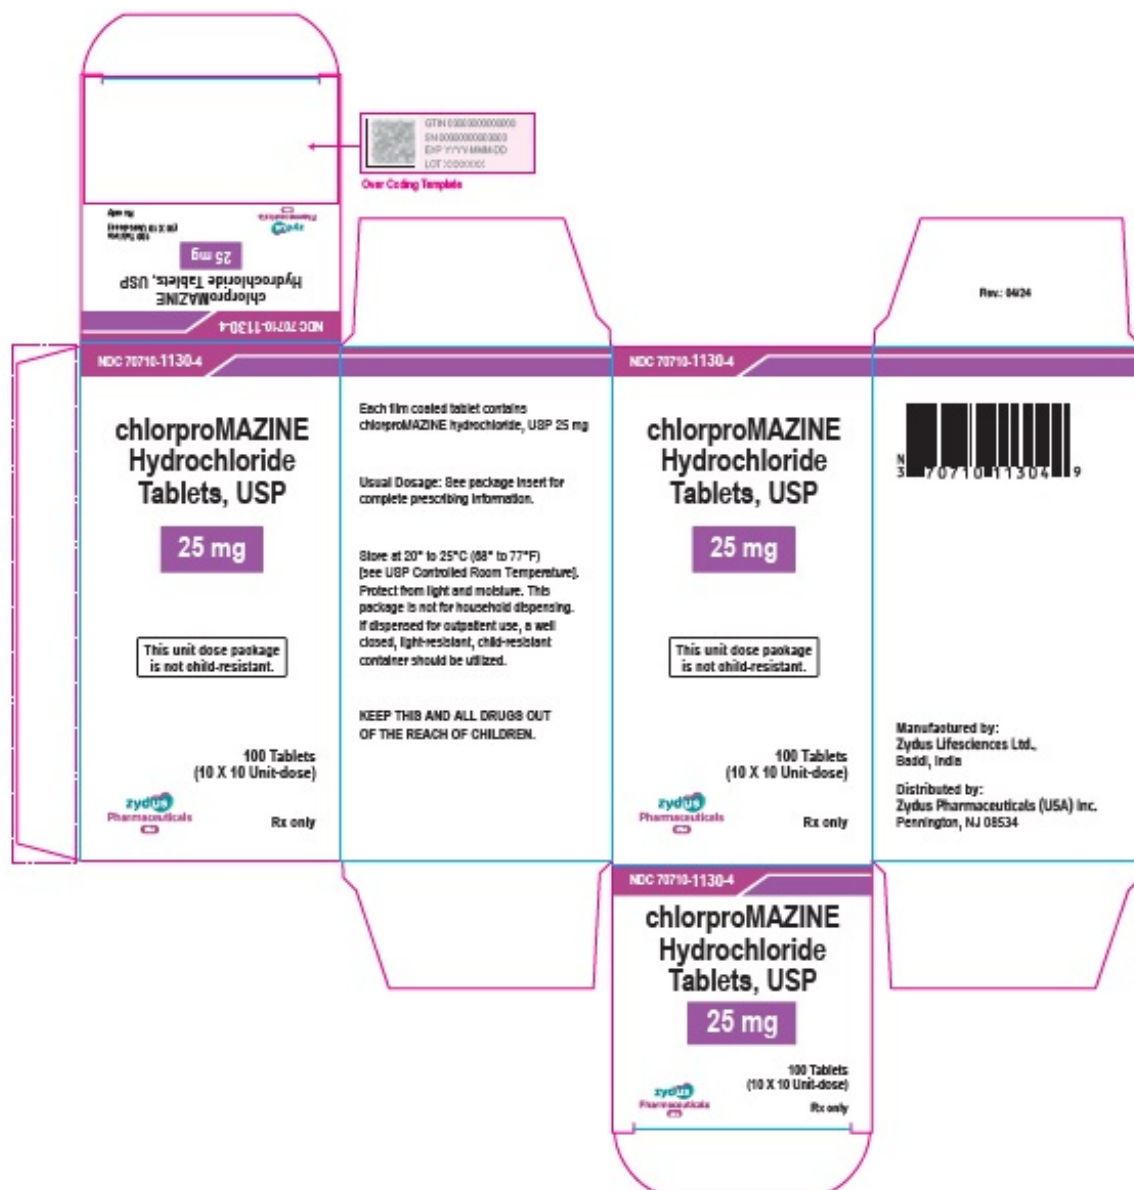 GTIN 00000000000000
SN 00000000000000
EXP YYYY-MMM-DD
LOT XXXXXXX
Over Coding Template
NDC 70710-1130-4
chlorproMAZINE
Hydrochloride Tablets, USP
25 mg
100 Tablets
(10 X 10 Unit-dose)
Rx only
zydus
Pharmaceuticals
NDC 70710-1130-4
chlorproMAZINE
Hydrochloride
Tablets, USP
25 mg
This unit dose package
is not child-resistant.
100 Tablets
(10 X 10 Unit-dose)
zydus
Pharmaceuticals
Rx only
Each film coated tablet contains
chlorproMAZINE hydrochloride, USP 25 mg
Usual Dosage: See package insert for
complete prescribing information.
Store at 20° to 25°C (68° to 77°F)
[see USP Controlled Room Temperature].
Protect from light and moisture. This
package is not for household dispensing.
If dispensed for outpatient use, a well
closed, light-resistant, child-resistant
container should be utilized.
KEEP THIS AND ALL DRUGS OUT
OF THE REACH OF CHILDREN.
NDC 70710-1130-4
chlorproMAZINE
Hydrochloride
Tablets, USP
25 mg
This unit dose package
is not child-resistant.
100 Tablets
(10 X 10 Unit-dose)
zydus
Pharmaceuticals
Rx only
Rev.: 04/24
N
3 70710 11304 9
Manufactured by:
Zydus Lifesciences Ltd.,
Baddi, India
Distributed by:
Zydus Pharmaceuticals (USA) Inc.
Pennington, NJ 08534
NDC 70710-1130-4
chlorproMAZINE
Hydrochloride
Tablets, USP
25 mg
100 Tablets
(10 X 10 Unit-dose)
zydus
Pharmaceuticals
Rx only